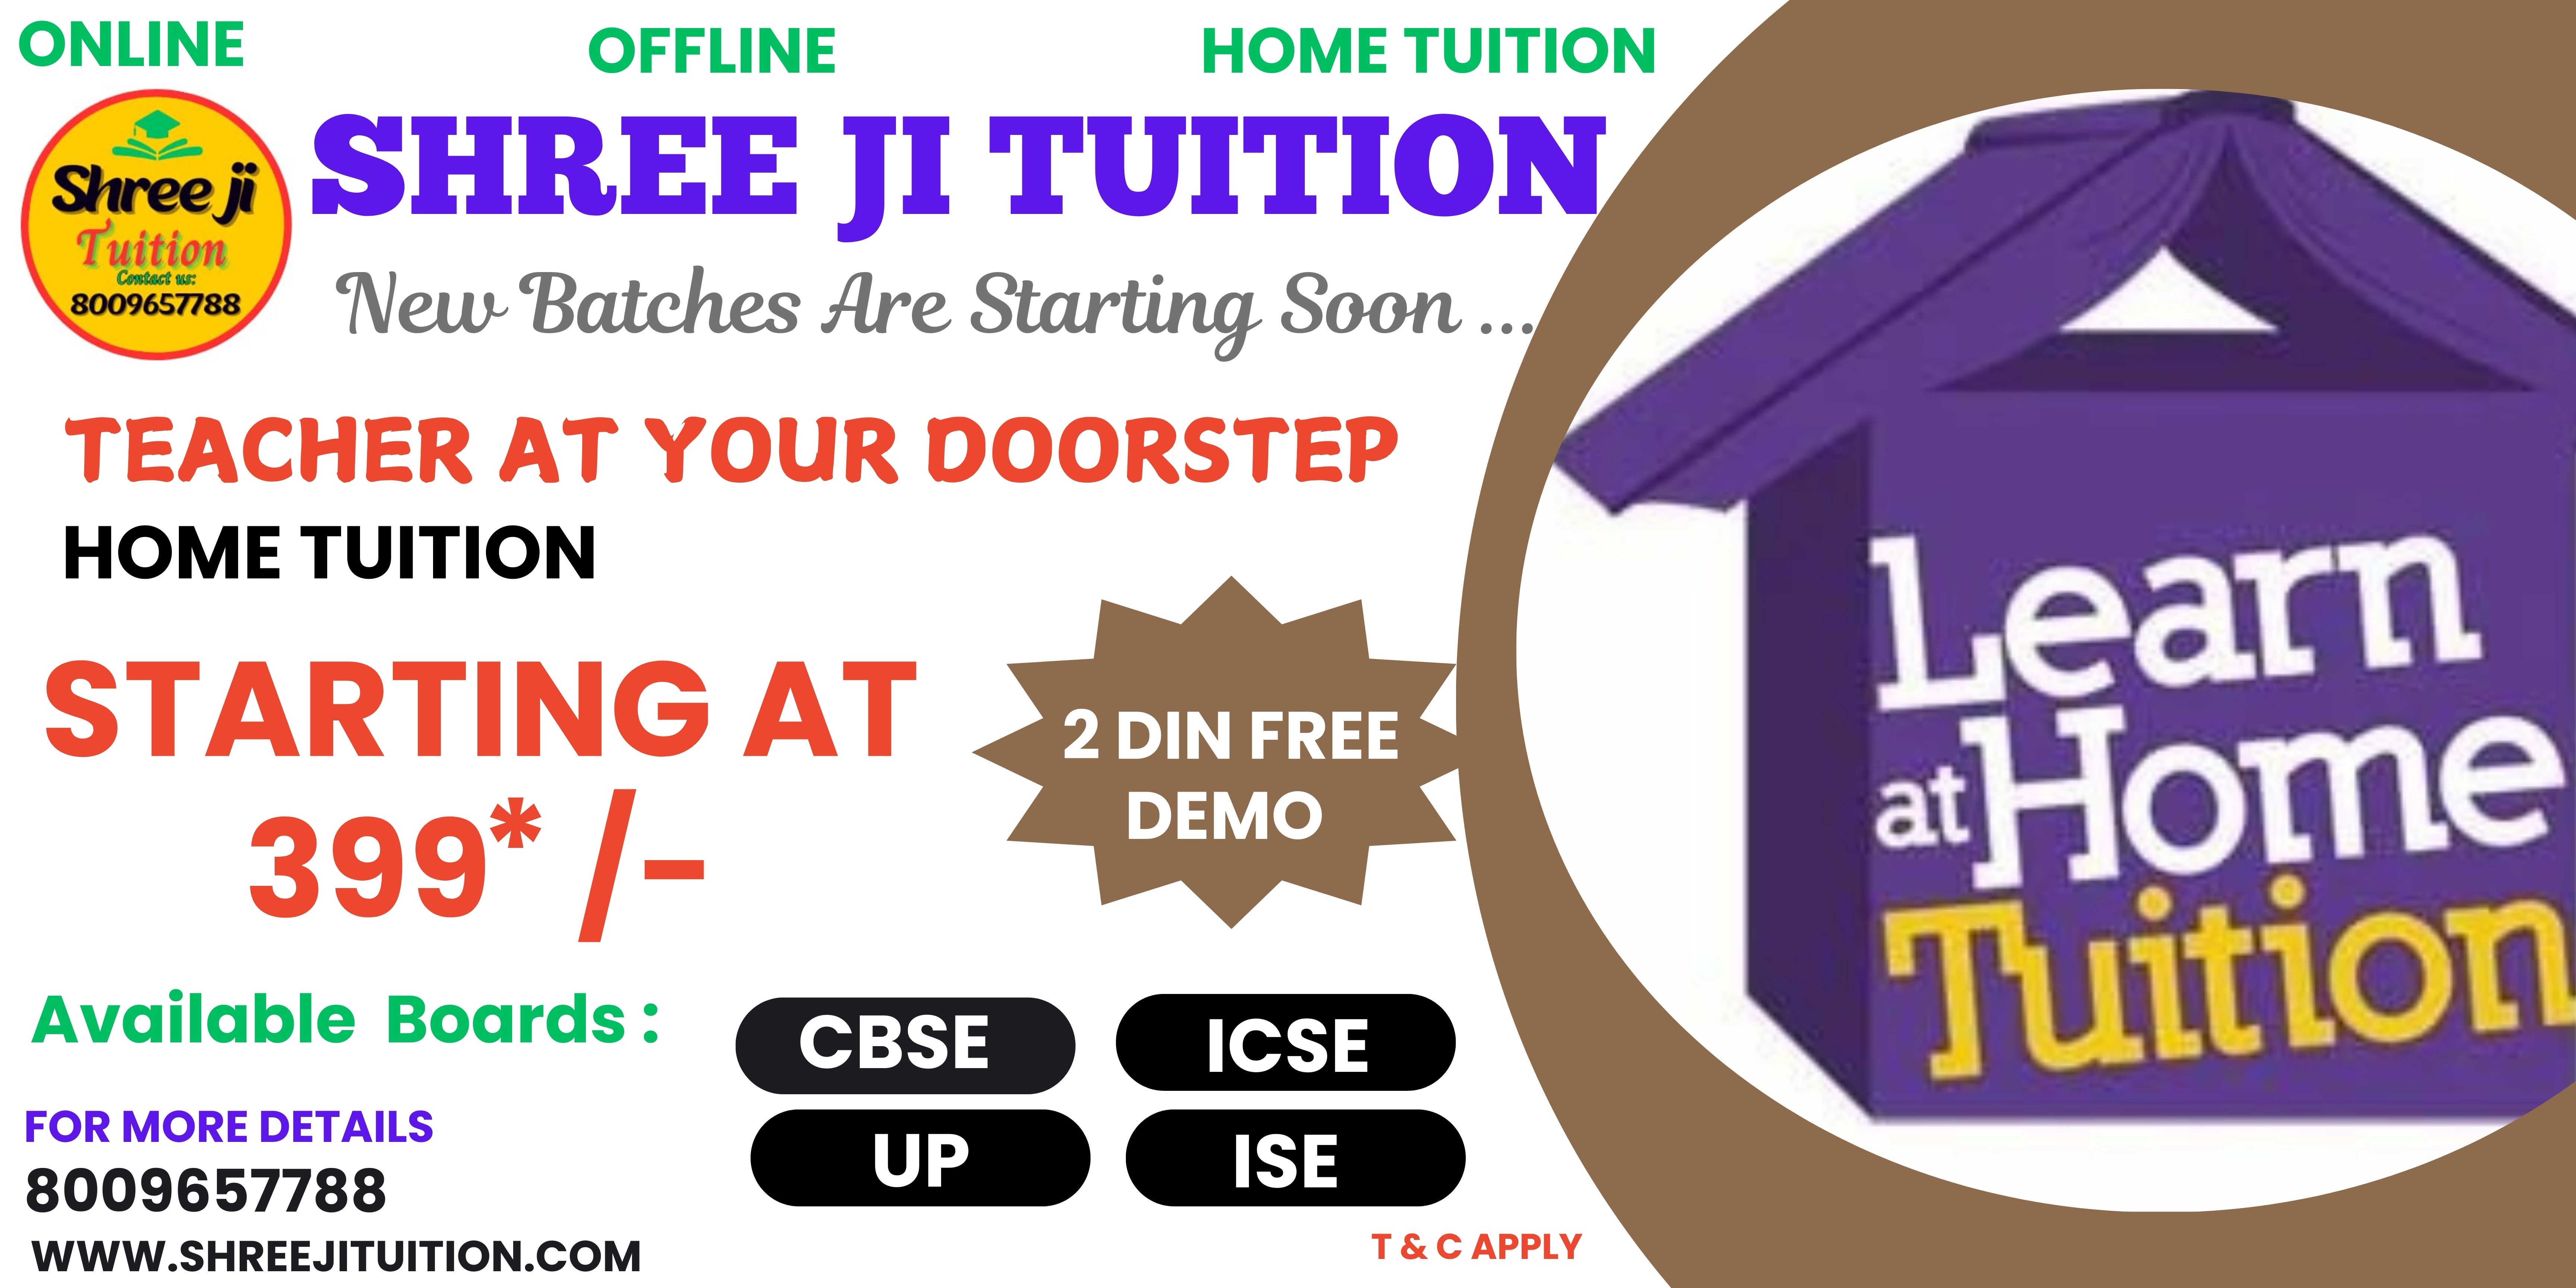 ONLINE
OFFLINE
HOME TUITION
Shree ji
Tuition
Contact us:
8009657788
SHREE JI TUITION
New Batches Are Starting Soon ...
TEACHER AT YOUR DOORSTEP
HOME TUITION
STARTING AT
399* /-
2 DIN FREE
DEMO
Learn
at Home
Tuition
Available Boards :
CBSE
ICSE
UP
ISE
FOR MORE DETAILS
8009657788
WWW.SHREEJITUITION.COM
T & C APPLY